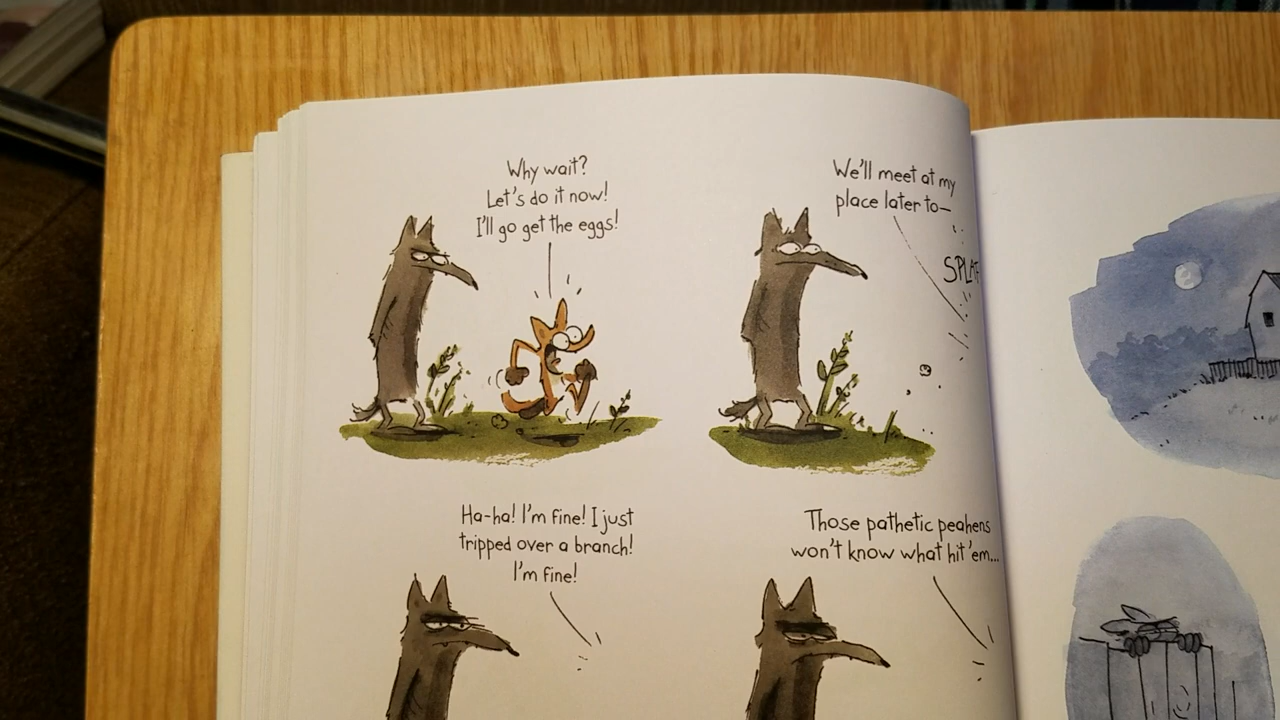 Why wait?
Let's do it now!
I'll go get the eggs!
We'll meet at my
place later to—
SPLAF
Ha-ha! I'm fine! I just
tripped over a branch!
I'm fine!
Those pathetic peahens
won't know what hit 'em...